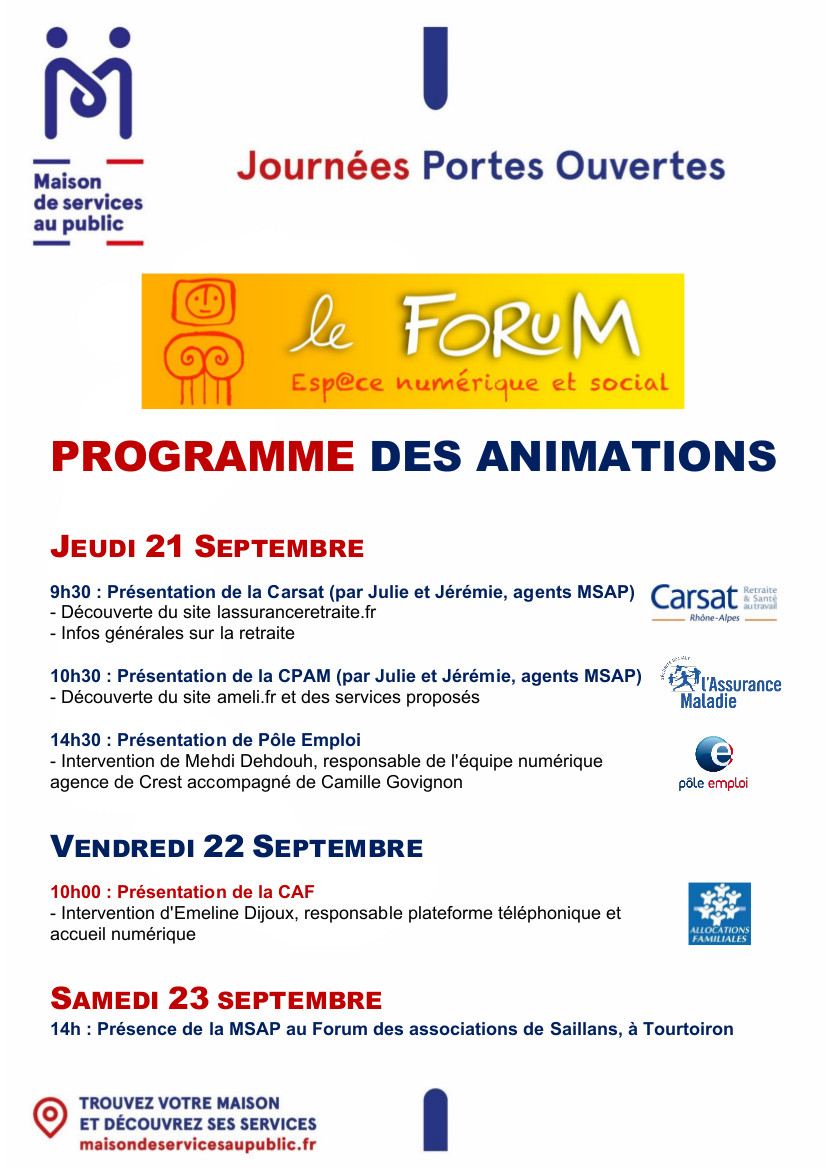 Maison
de services
au public
Journées Portes Ouvertes
le FORUM
Esp@ce numérique et social
PROGRAMME DES ANIMATIONS
JEUDI 21 SEPTEMBRE
9h30 : Présentation de la Carsat (par Julie et Jérémie, agents MSAP)
- Découverte du site lassuranceretraite.fr
- Infos générales sur la retraite
Carsat Retraite & Santé au travail
Rhône-Alpes
10h30 : Présentation de la CPAM (par Julie et Jérémie, agents MSAP)
- Découverte du site ameli.fr et des services proposés
l'Assurance
Maladie
14h30 : Présentation de Pôle Emploi
- Intervention de Mehdi Dehdouh, responsable de l'équipe numérique
agence de Crest accompagné de Camille Govignon
pôle emploi
VENDREDI 22 SEPTEMBRE
10h00 : Présentation de la CAF
- Intervention d'Emeline Dijoux, responsable plateforme téléphonique et
accueil numérique
ALLOCATIONS
FAMILIALES
SAMEDI 23 SEPTEMBRE
14h : Présence de la MSAP au Forum des associations de Saillans, à Tourtoiron
TROUVEZ VOTRE MAISON
ET DÉCOUVREZ SES SERVICES
maisondeservicesaupublic.fr